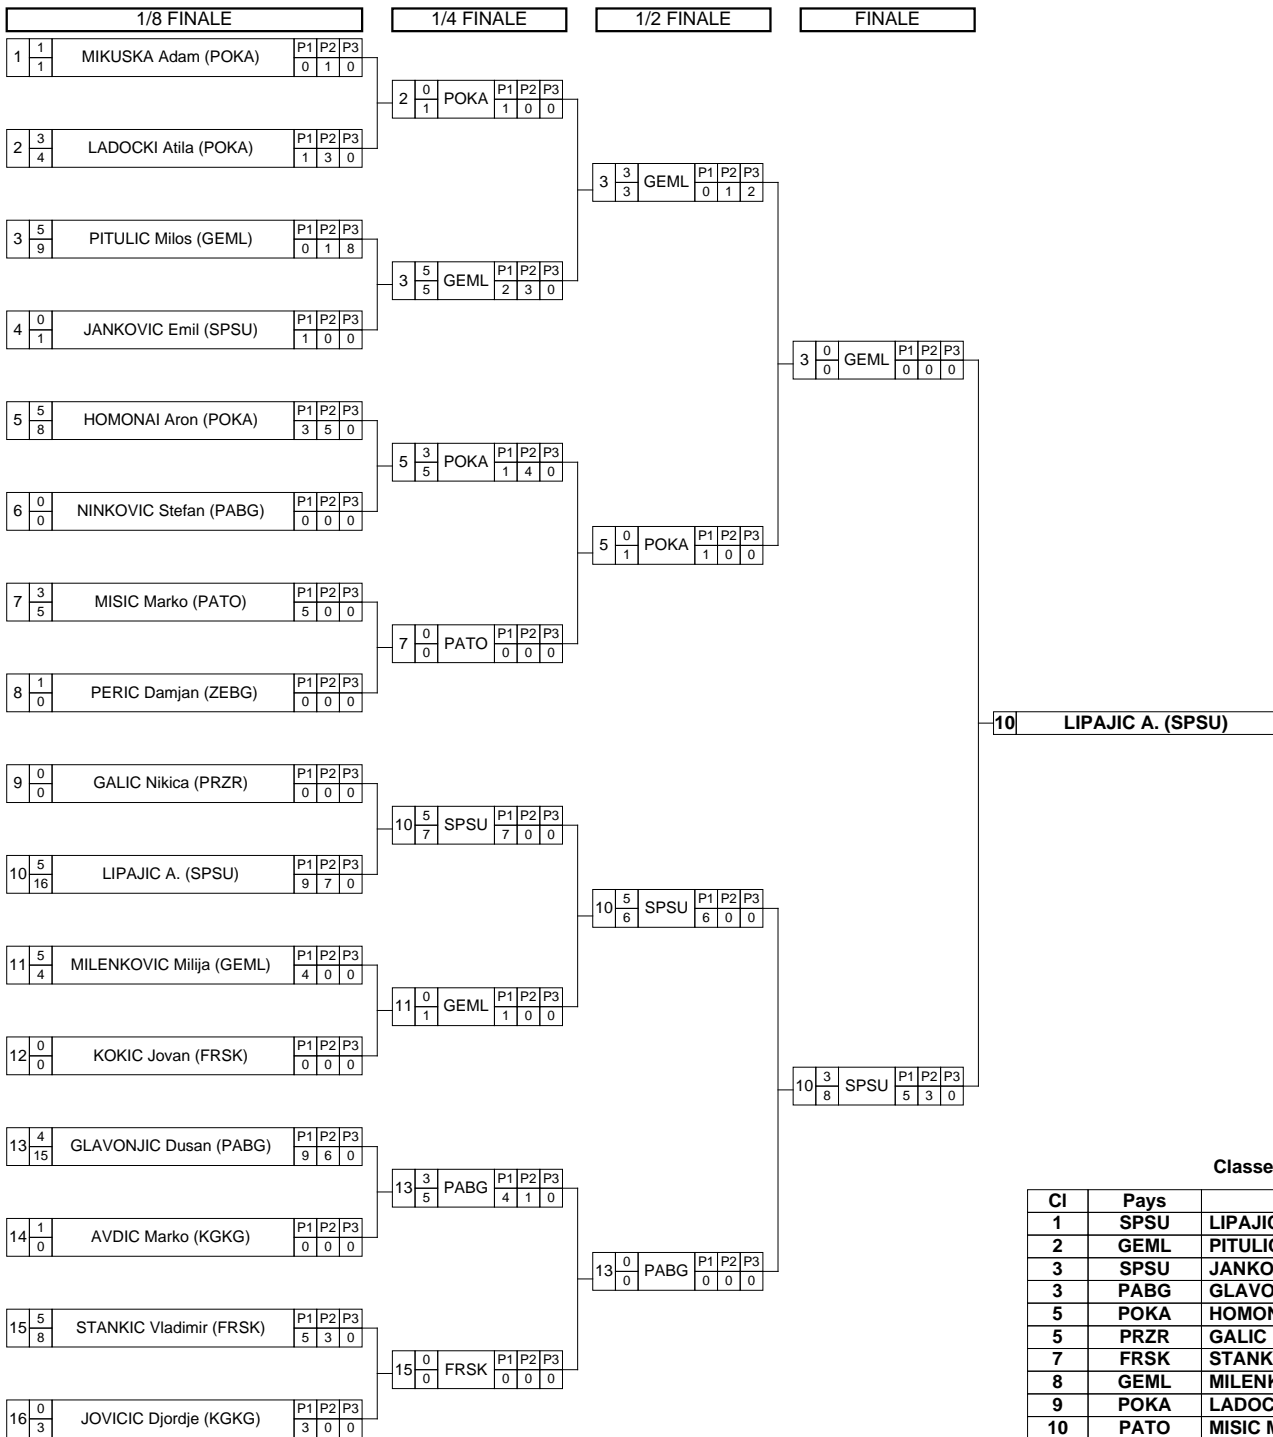 1/8 FINALE 1/4 FINALE 1/2 FINALE FINALE
1 1 1 MIKUSKA Adam (POKA) P1 P2 P3 0 1 0
2 0 1 POKA P1 P2 P3 1 0 0
2 3 4 LADOCKI Atila (POKA) P1 P2 P3 1 3 0
3 3 3 GEML P1 P2 P3 0 1 2
3 5 9 PITULIC Milos (GEML) P1 P2 P3 0 1 8
3 5 5 GEML P1 P2 P3 2 3 0
4 0 1 JANKOVIC Emil (SPSU) P1 P2 P3 1 0 0
3 0 0 GEML P1 P2 P3 0 0 0
5 5 8 HOMONAI Aron (POKA) P1 P2 P3 3 5 0
5 3 5 POKA P1 P2 P3 1 4 0
6 0 0 NINKOVIC Stefan (PABG) P1 P2 P3 0 0 0
5 0 1 POKA P1 P2 P3 1 0 0
7 3 5 MISIC Marko (PATO) P1 P2 P3 5 0 0
7 0 0 PATO P1 P2 P3 0 0 0
8 1 0 PERIC Damjan (ZEBG) P1 P2 P3 0 0 0
10 LIPAJIC A. (SPSU)
9 0 0 GALIC Nikica (PRZR) P1 P2 P3 0 0 0
10 5 7 SPSU P1 P2 P3 7 0 0
10 5 16 LIPAJIC A. (SPSU) P1 P2 P3 9 7 0
10 5 6 SPSU P1 P2 P3 6 0 0
11 5 4 MILENKOVIC Milija (GEML) P1 P2 P3 4 0 0
11 0 1 GEML P1 P2 P3 1 0 0
12 0 0 KOKIC Jovan (FRSK) P1 P2 P3 0 0 0
10 3 8 SPSU P1 P2 P3 5 3 0
13 4 15 GLAVONJIC Dusan (PABG) P1 P2 P3 9 6 0
13 3 5 PABG P1 P2 P3 4 1 0
14 1 0 AVDIC Marko (KGKG) P1 P2 P3 0 0 0
13 0 0 PABG P1 P2 P3 0 0 0
15 5 8 STANKIC Vladimir (FRSK) P1 P2 P3 5 3 0
15 0 0 FRSK P1 P2 P3 0 0 0
16 0 3 JOVICIC Djordje (KGKG) P1 P2 P3 3 0 0
Classe
Cl Pays
1 SPSU LIPAJIC
2 GEML PITULIC
3 SPSU JANKO
3 PABG GLAVO
5 POKA HOMON
5 PRZR GALIC
7 FRSK STANK
8 GEML MILENK
9 POKA LADOC
10 PATO MISIC M